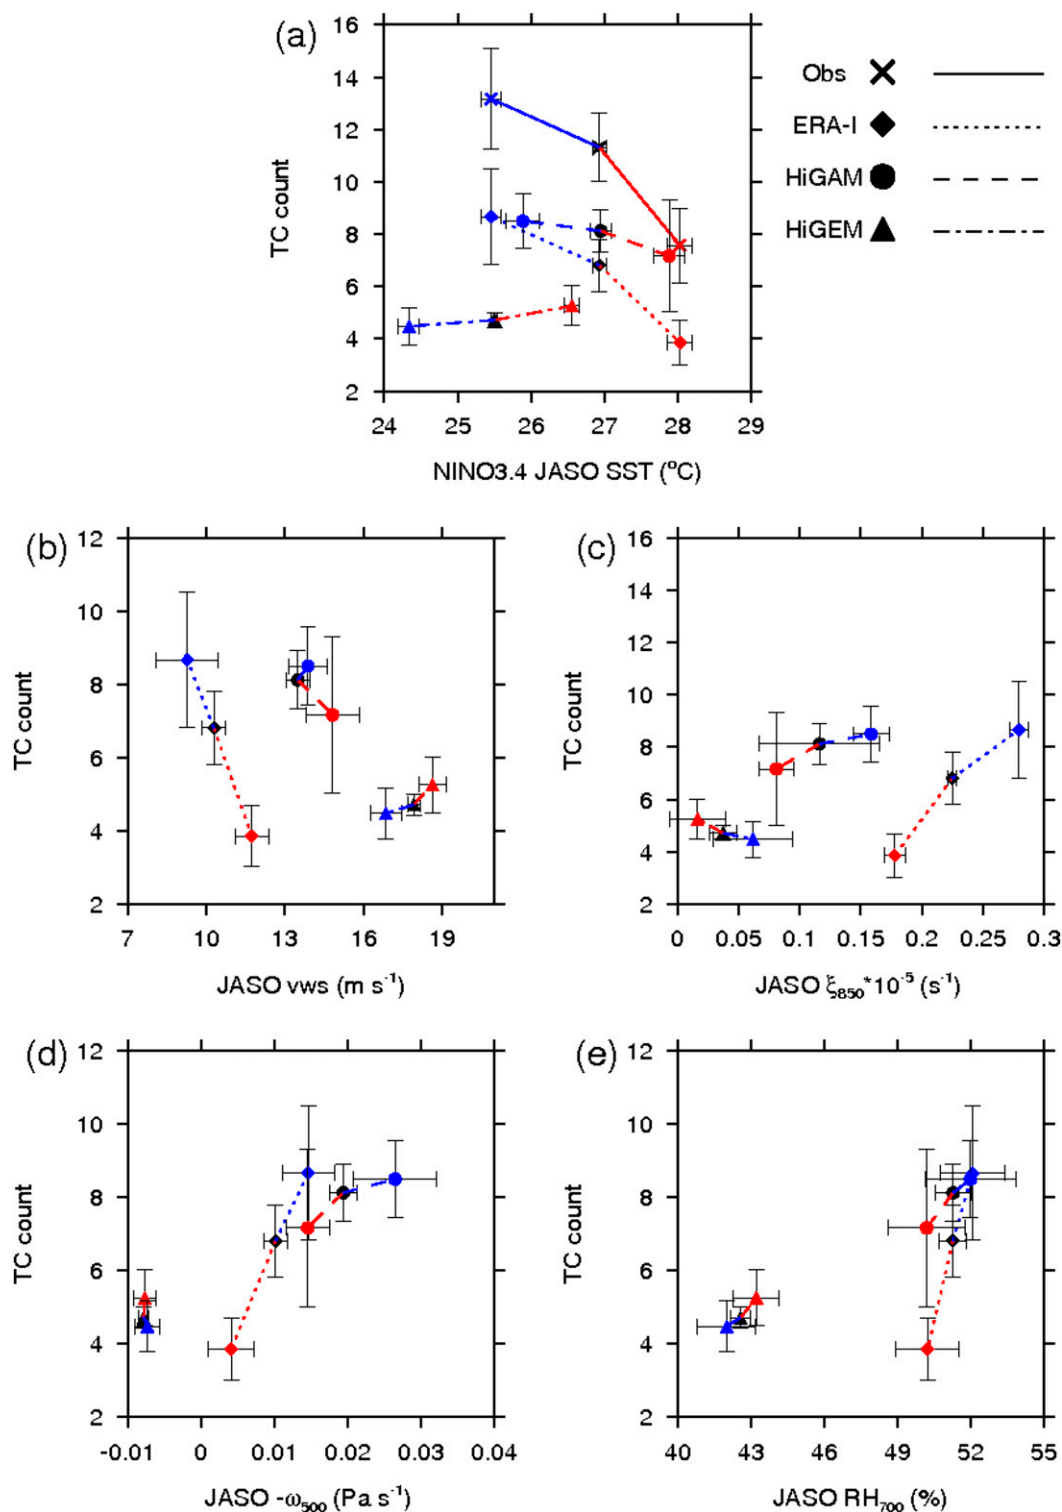 (a)
16
14
12
10
8
6
4
2
TC count
24 25 26 27 28 29
NINO3.4 JASO SST (°C)
Obs
ERA-I
HiGAM
HiGEM
(b)
12
10
8
6
4
2
TC count
7 10 13 16 19
JASO vws (m s⁻¹)
(c)
16
14
12
10
8
6
4
2
TC count
0 0.05 0.1 0.15 0.2 0.25 0.3
JASO ξ₈₅₀*10⁻⁵ (s⁻¹)
(d)
12
10
8
6
4
2
TC count
-0.01 0 0.01 0.02 0.03 0.04
JASO -ω₅₀₀ (Pa s⁻¹)
(e)
12
10
8
6
4
2
TC count
40 43 46 49 52 55
JASO RH₇₀₀ (%)